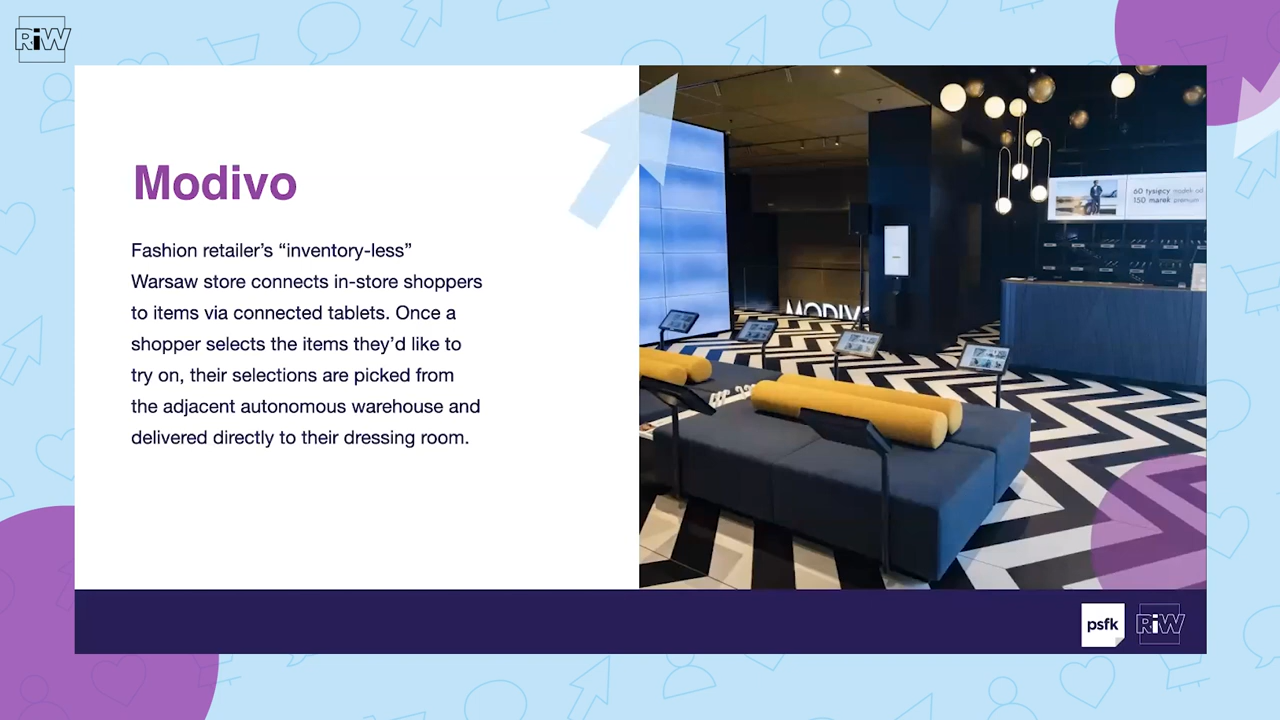 RiW
Modivo
Fashion retailer’s “inventory-less”
Warsaw store connects in-store shoppers
to items via connected tablets. Once a
shopper selects the items they’d like to
try on, their selections are picked from
the adjacent autonomous warehouse and
delivered directly to their dressing room.
60 tysięcy modek od
150 marek premium
MODIVO
psfk
RiW